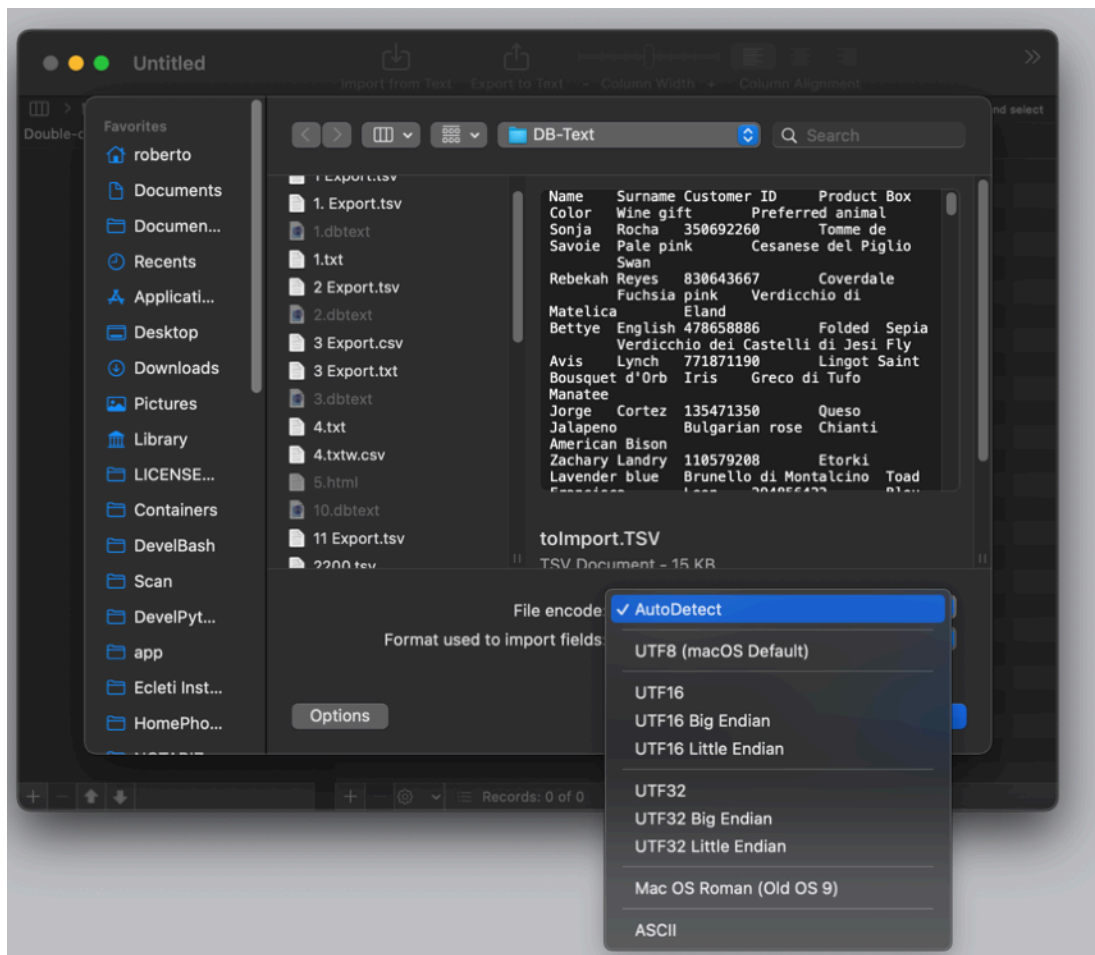 Untitled
Import from Text Export to Text - Column Width + Column Alignment
nd select
Double-c
Favorites
roberto
Documents
Documen...
Recents
Applicati...
Desktop
Downloads
Pictures
Library
LICENSE...
Containers
DevelBash
Scan
DevelPyt...
app
Ecleti Inst...
HomePho...
DB-Text
Search
1 Export.tsv
1. Export.tsv
1.dbtext
1.txt
2 Export.tsv
2.dbtext
3 Export.csv
3 Export.txt
3.dbtext
4.txt
4.txtw.csv
5.html
10.dbtext
11 Export.tsv
2200.tsv
Name Surname Customer ID Product Box
Color Wine gift Preferred animal
Sonja Rocha 350692260 Tomme de
Savoie Pale pink Cesanese del Piglio
Swan
Rebekah Reyes 830643667 Coverdale
Fuchsia pink Verdicchio di
Matelica Eland
Bettye English 478658886 Folded Sepia
Verdicchio dei Castelli di Jesi Fly
Avis Lynch 771871190 Lingot Saint
Bousquet d'Orb Iris Greco di Tufo
Manatee
Jorge Cortez 135471350 Queso
Jalapeno Bulgarian rose Chianti
American Bison
Zachary Landry 110579208 Etorki
Lavender blue Brunello di Montalcino Toad
toImport.TSV
TSV Document - 15 KB
File encode:
Format used to import fields:
Options
AutoDetect
UTF8 (macOS Default)
UTF16
UTF16 Big Endian
UTF16 Little Endian
UTF32
UTF32 Big Endian
UTF32 Little Endian
Mac OS Roman (Old OS 9)
ASCII
Records: 0 of 0